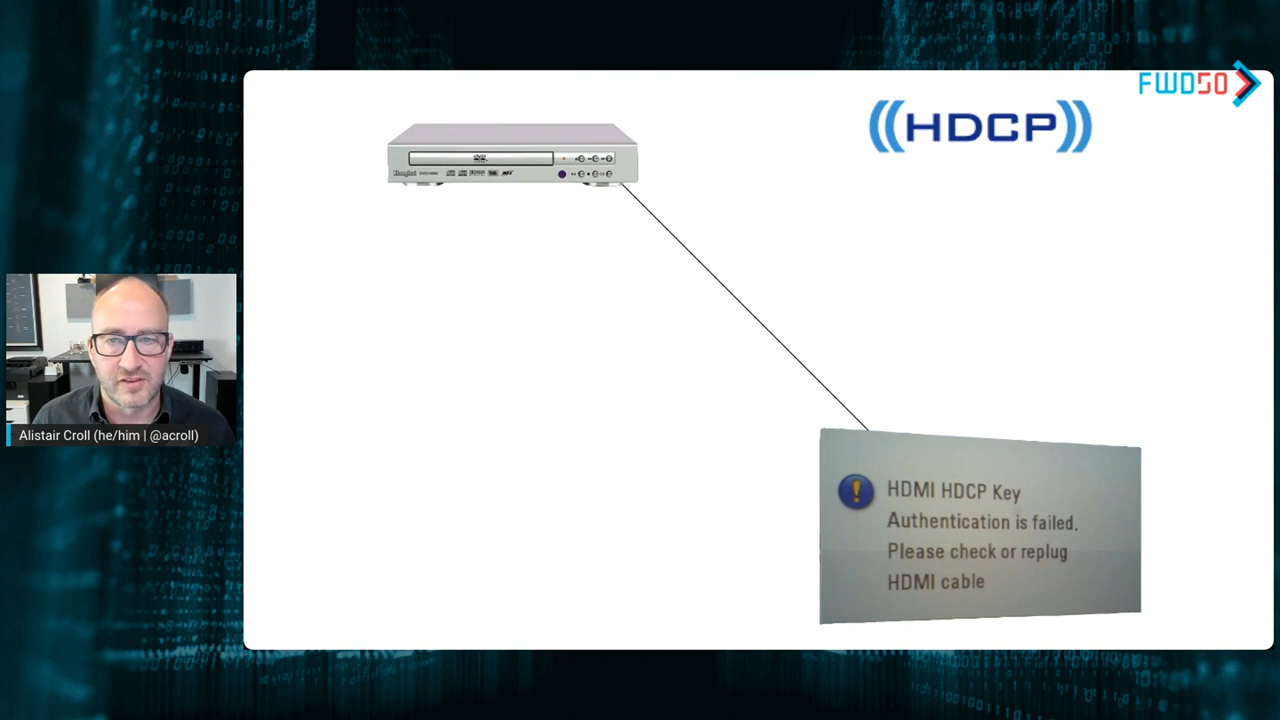 FWD50
((HDCP))
DVD
HDMI HDCP Key
Authentication is failed.
Please check or replug
HDMI cable
Alistair Croll (he/him | @acroll)